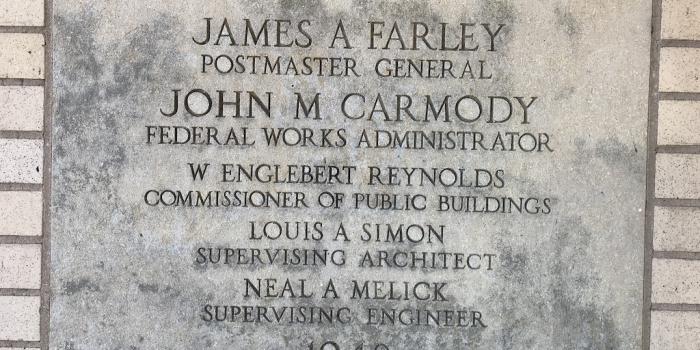 JAMES A FARLEY
POSTMASTER GENERAL
JOHN M CARMODY
FEDERAL WORKS ADMINISTRATOR
W ENGLEBERT REYNOLDS
COMMISSIONER OF PUBLIC BUILDINGS
LOUIS A SIMON
SUPERVISING ARCHITECT
NEAL A MELICK
SUPERVISING ENGINEER